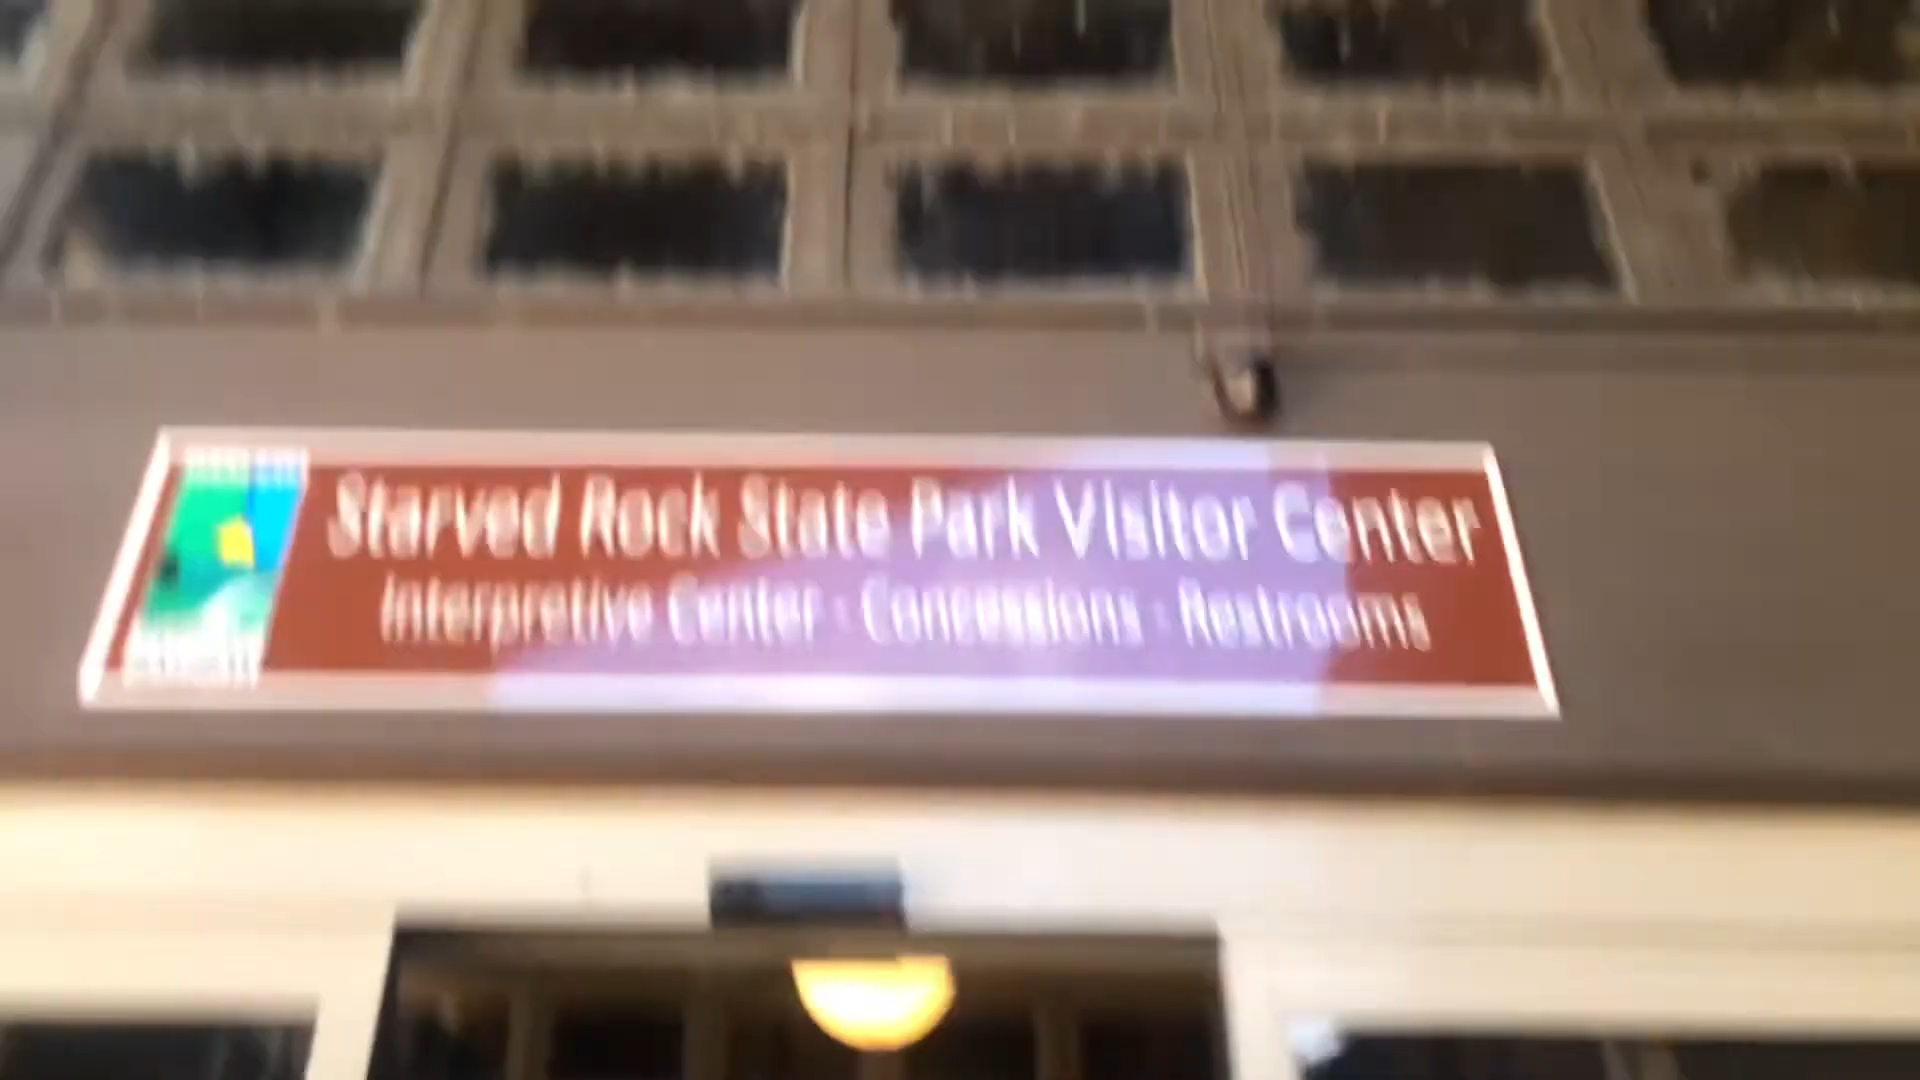 Starved Rock State Park Visitor Center
Interpretive Center · Concessions · Restrooms